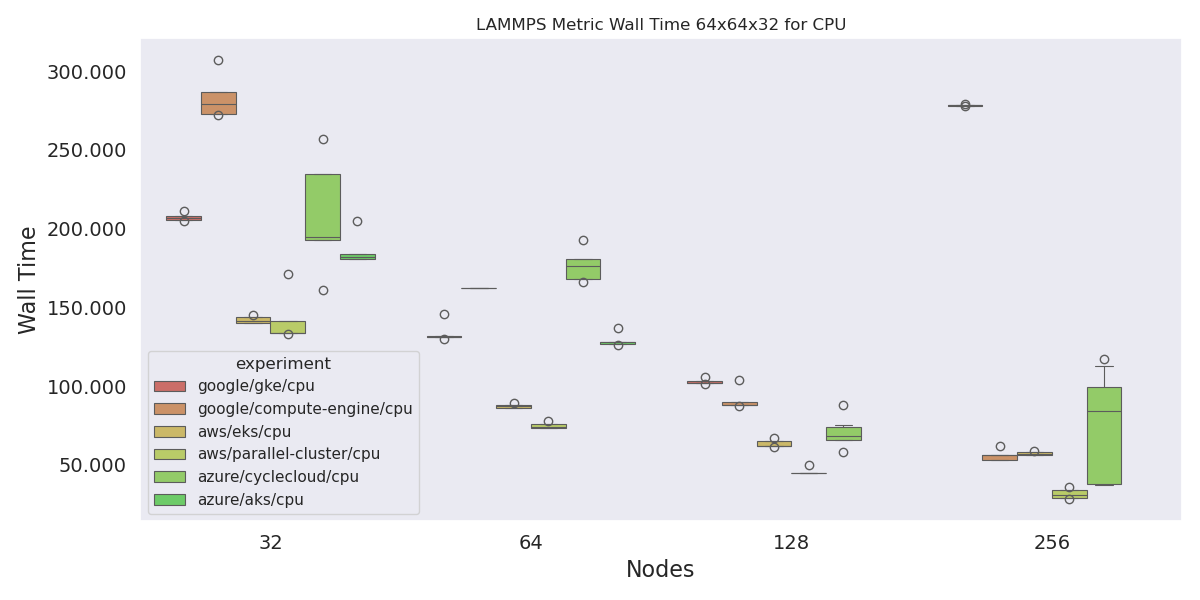 LAMMPS Metric Wall Time 64x64x32 for CPU
300.000
250.000
200.000
150.000
100.000
50.000
Wall Time
experiment
google/gke/cpu
google/compute-engine/cpu
aws/eks/cpu
aws/parallel-cluster/cpu
azure/cyclecloud/cpu
azure/aks/cpu
32
64
128
256
Nodes